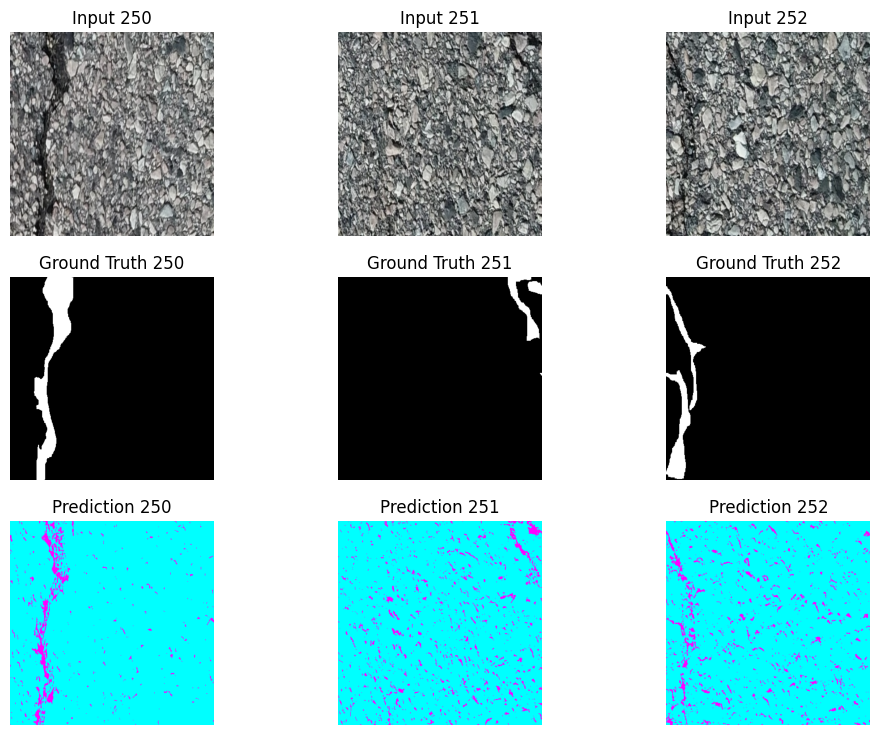 Input 250
Input 251
Input 252
Ground Truth 250
Ground Truth 251
Ground Truth 252
Prediction 250
Prediction 251
Prediction 252